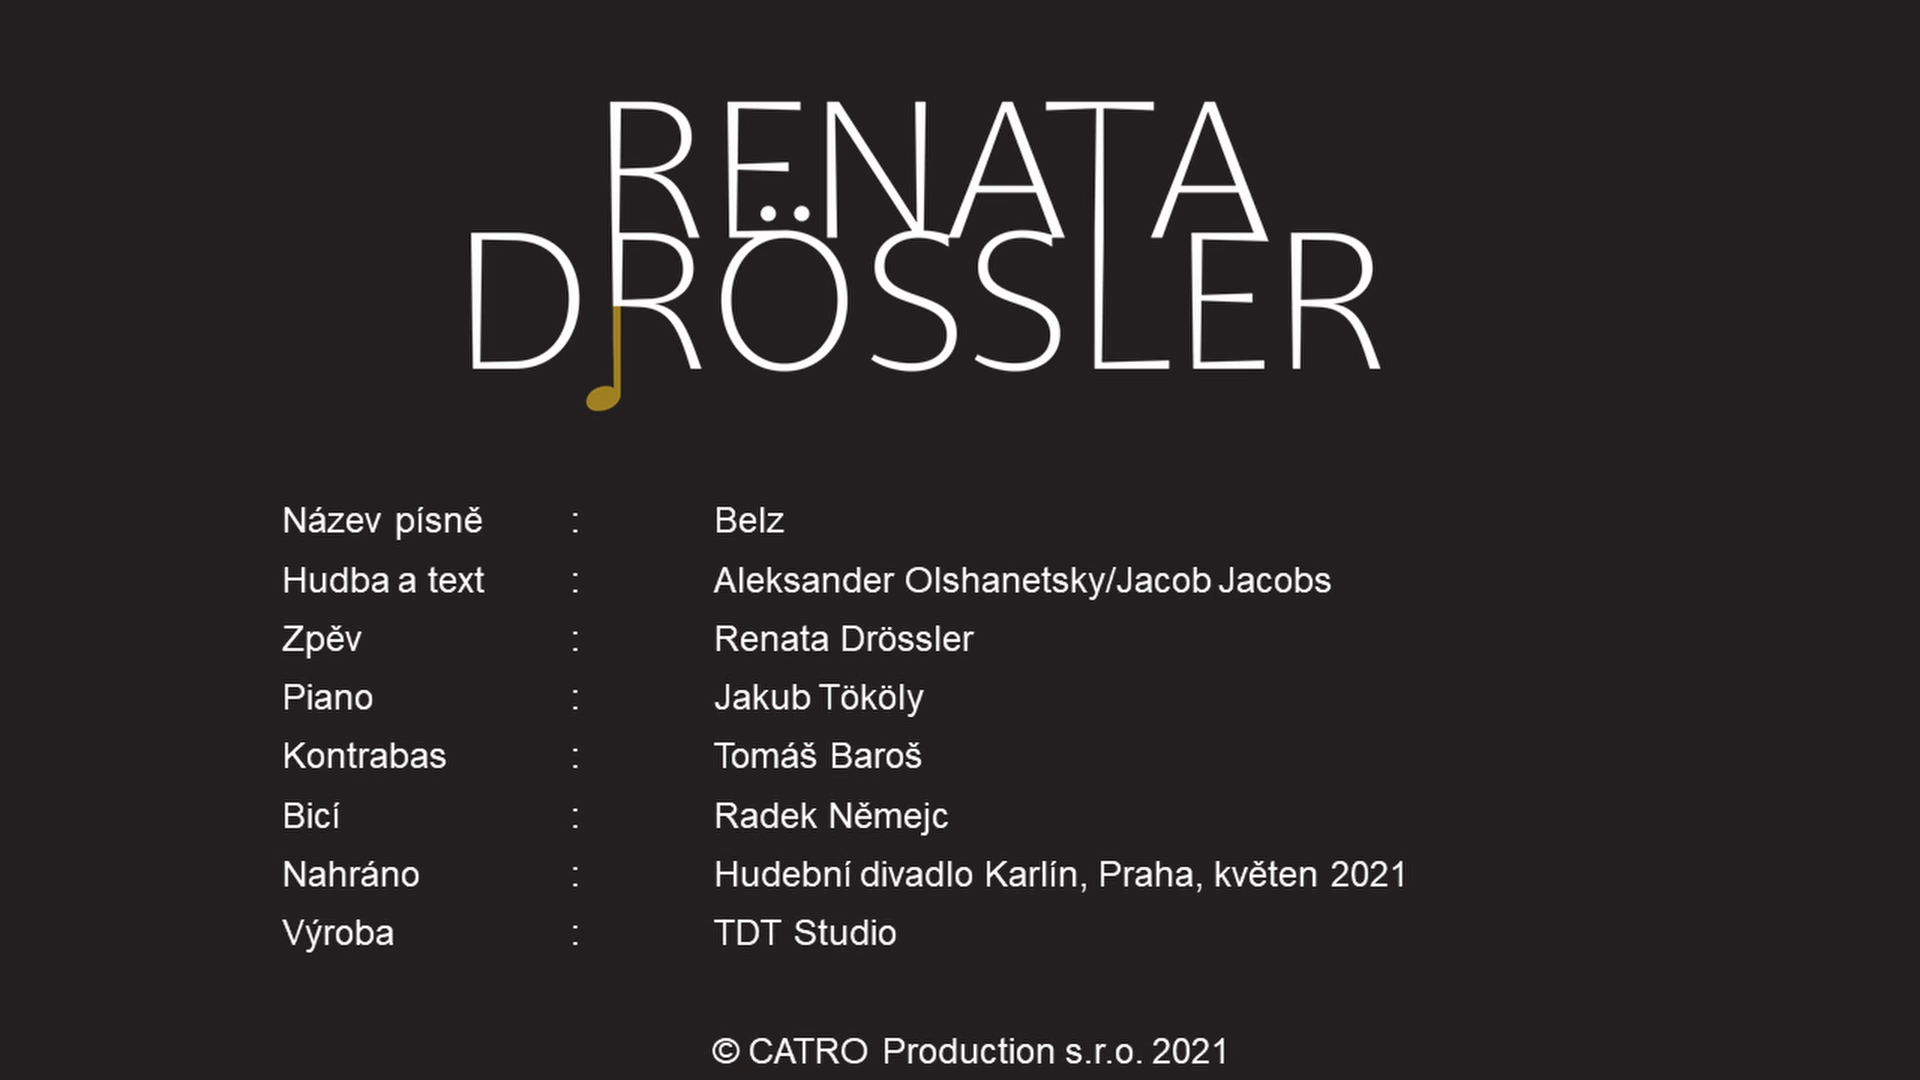 RENATA
DRÖSSLER
Název písně : Belz
Hudba a text : Aleksander Olshanetsky/Jacob Jacobs
Zpěv : Renata Drössler
Piano : Jakub Tököly
Kontrabas : Tomáš Baroš
Bicí : Radek Němejc
Nahráno : Hudební divadlo Karlín, Praha, květen 2021
Výroba : TDT Studio
© CATRO Production s.r.o. 2021